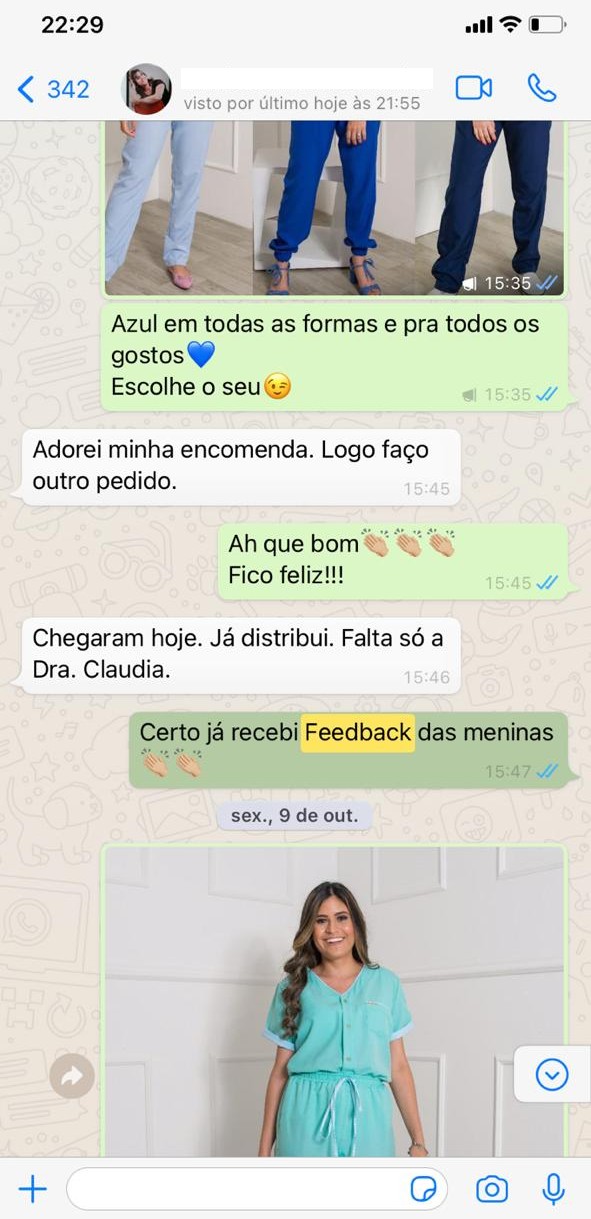 22:29
342
visto por último hoje às 21:55
15:35
Azul em todas as formas e pra todos os
gostos💙
Escolhe o seu😉
15:35
Adorei minha encomenda. Logo faço
outro pedido.
15:45
Ah que bom👏🏼👏🏼👏🏼
Fico feliz!!!
15:45
Chegaram hoje. Já distribui. Falta só a
Dra. Claudia.
15:46
Certo já recebi Feedback das meninas
👏🏼👏🏼
15:47
sex., 9 de out.